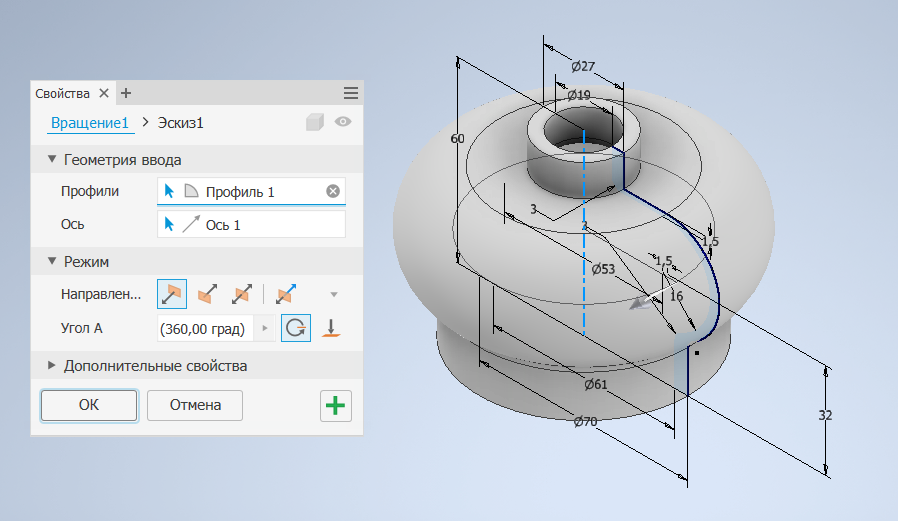 Свойства
Вращение1 > Эскиз1
Геометрия ввода
Профили Профиль 1
Ось Ось 1
Режим
Направлен...
Угол A (360,00 град)
Дополнительные свойства
OK Отмена
Ø27
Ø19
60
3
1,5
1,5
Ø53
16
Ø61
Ø70
32